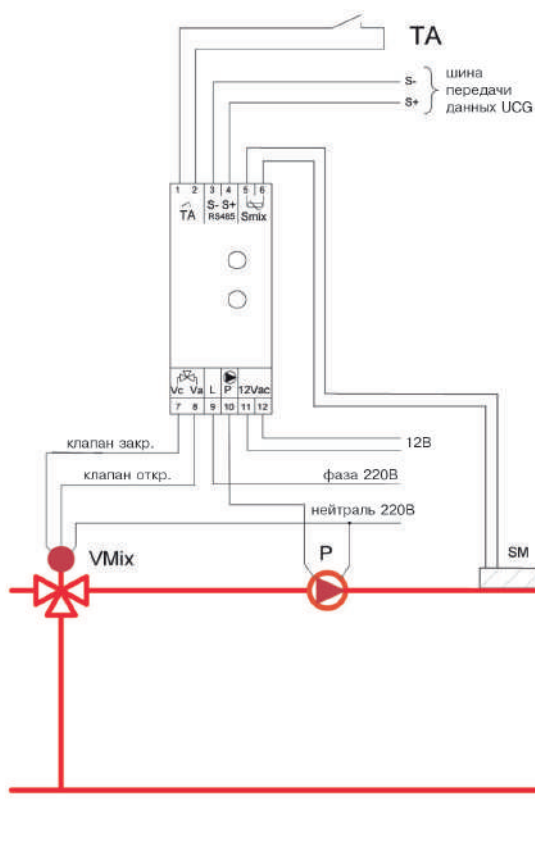 TA
S-
S+
шина
передачи
данных UCG
1 2 3 4 5 6
TA
S- S+
RS485
Smix
Vc Va L P 12Vac
7 8 9 10 11 12
клапан закр.
12В
клапан откр.
фаза 220В
нейтраль 220В
VMix
P
SM